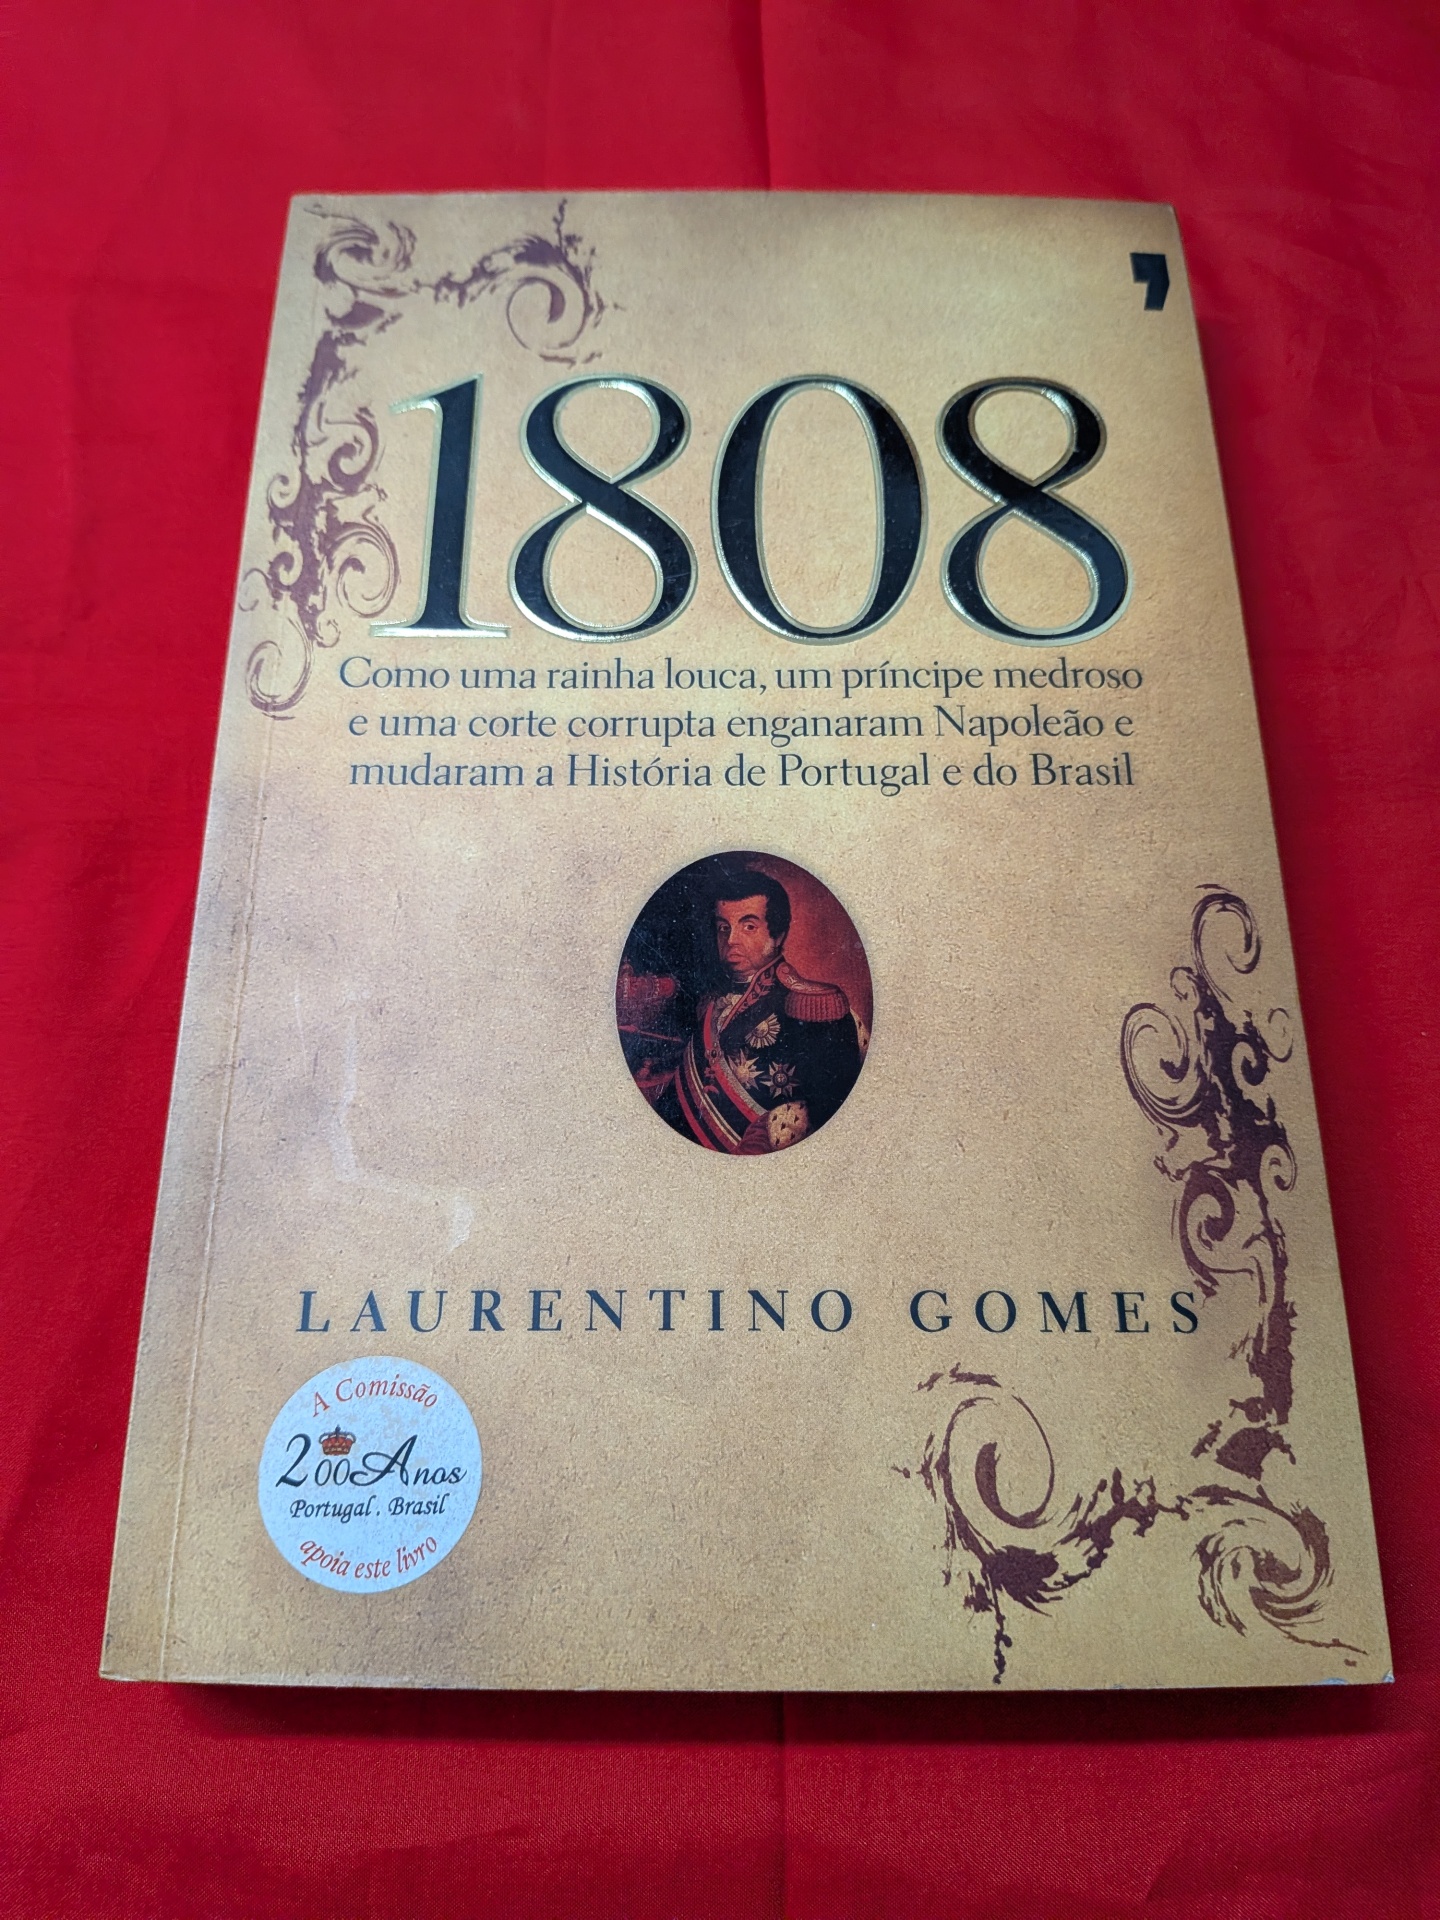 1808
Como uma rainha louca, um príncipe medroso
e uma corte corrupta enganaram Napoleão e
mudaram a História de Portugal e do Brasil
LAURENTINO GOMES
A Comissão
200 Anos
Portugal . Brasil
apoia este livro